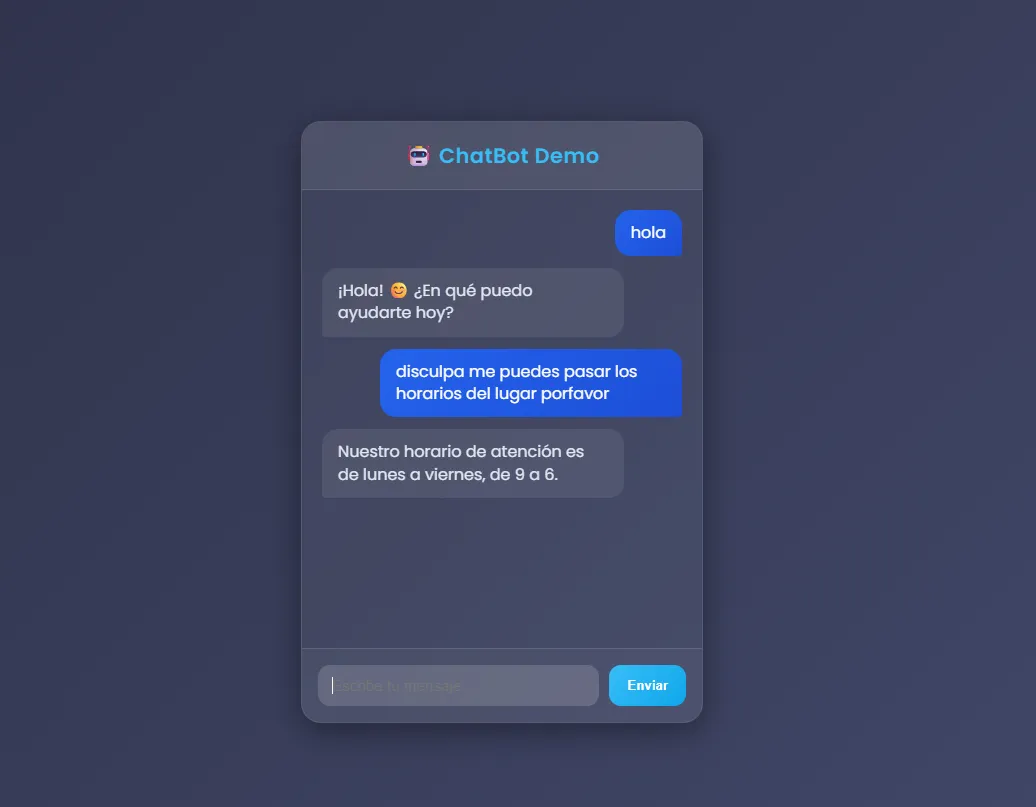 🤖 ChatBot Demo
hola
¡Hola! 😊 ¿En qué puedo
ayudarte hoy?
disculpa me puedes pasar los
horarios del lugar porfavor
Nuestro horario de atención es
de lunes a viernes, de 9 a 6.
Escribe tu mensaje...
Enviar